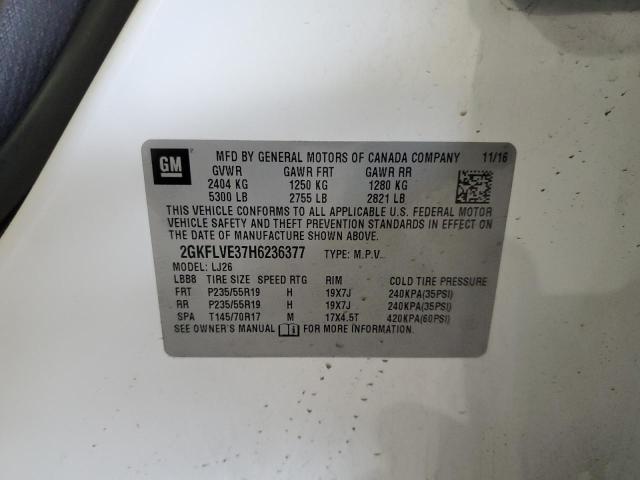 GM
MFD BY GENERAL MOTORS OF CANADA COMPANY 11/16
GVWR GAWR FRT GAWR RR
2404 KG 1250 KG 1280 KG
5300 LB 2755 LB 2821 LB
THIS VEHICLE CONFORMS TO ALL APPLICABLE U.S. FEDERAL MOTOR
VEHICLE SAFETY AND THEFT PREVENTION STANDARDS IN EFFECT ON
THE DATE OF MANUFACTURE SHOWN ABOVE.
2GKFLVE37H6236377 TYPE: M.P.V.
MODEL: LJ26
LBB8 TIRE SIZE SPEED RTG RIM COLD TIRE PRESSURE
FRT P235/55R19 H 19X7J 240KPA(35PSI)
RR P235/55R19 H 19X7J 240KPA(35PSI)
SPA T145/70R17 M 17X4.5T 420KPA(60PSI)
SEE OWNER'S MANUAL FOR MORE INFORMATION.